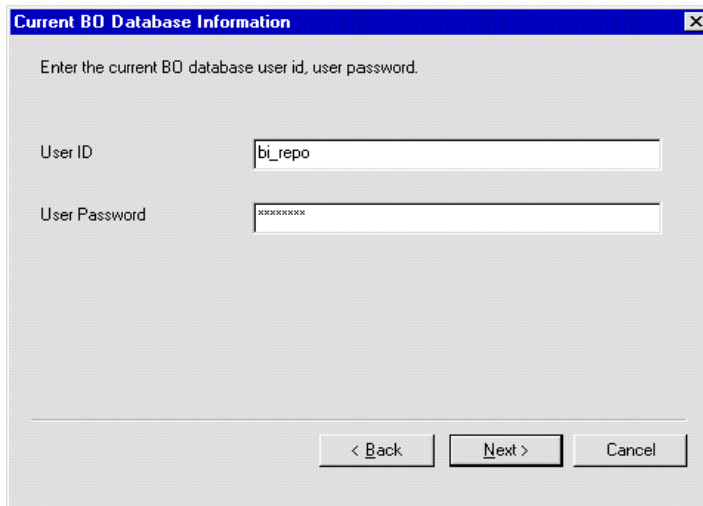 Current BO Database Information
Enter the current BO database user id, user password.
User ID
bi_repo
User Password
********
< Back
Next >
Cancel